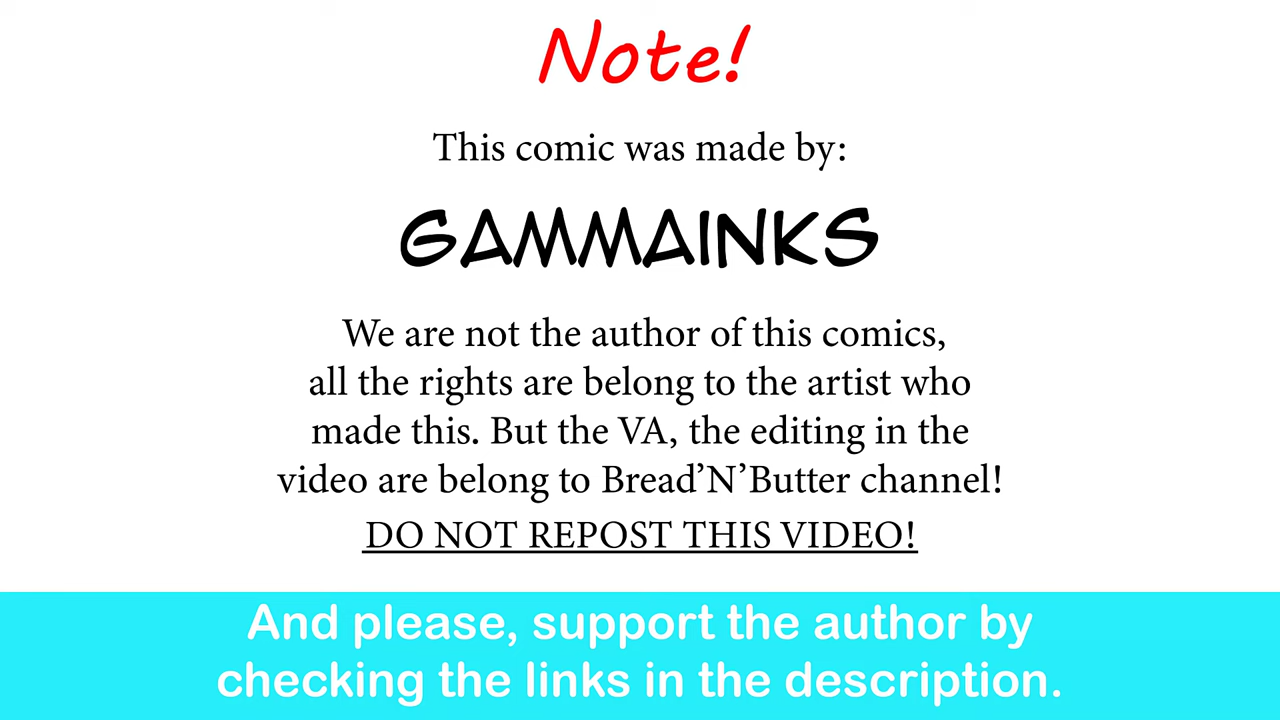 Note!
This comic was made by:
GAMMAINKS
We are not the author of this comics,
all the rights are belong to the artist who
made this. But the VA, the editing in the
video are belong to Bread’N’Butter channel!
DO NOT REPOST THIS VIDEO!
And please, support the author by
checking the links in the description.